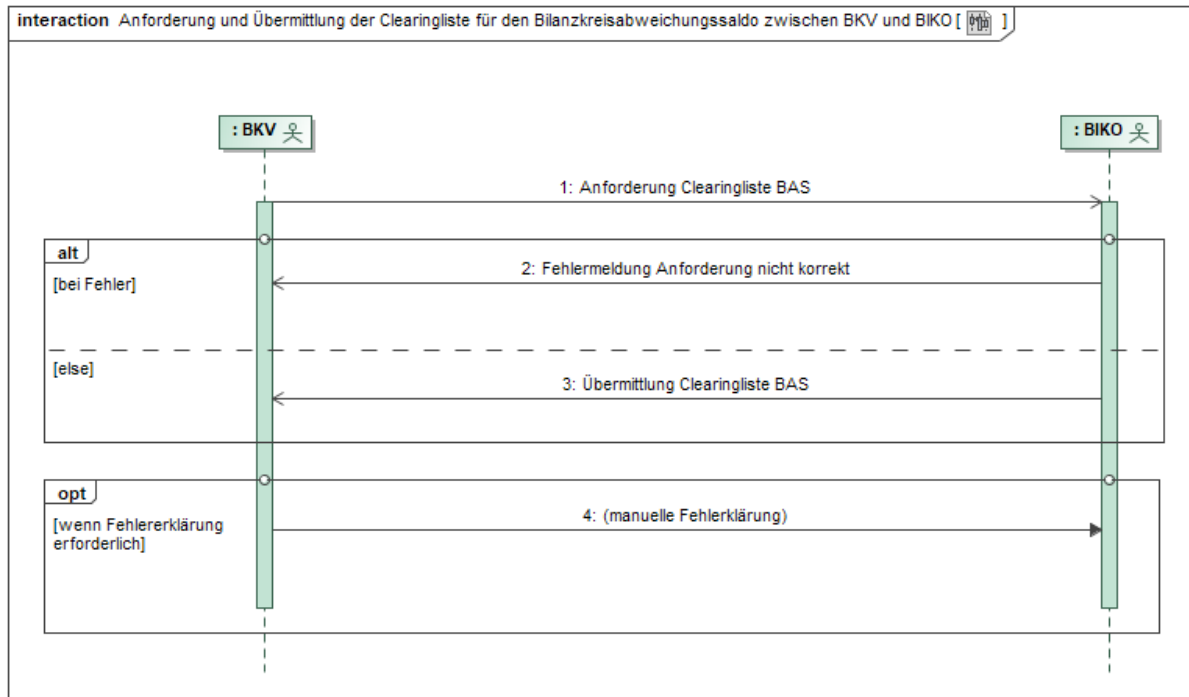 interaction Anforderung und Übermittlung der Clearingliste für den Bilanzkreisabweichungssaldo zwischen BKV und BIKO [ ]
: BKV
: BIKO
1: Anforderung Clearingliste BAS
alt
2: Fehlermeldung Anforderung nicht korrekt
[bei Fehler]
[else]
3: Übermittlung Clearingliste BAS
opt
4: (manuelle Fehlerklärung)
[wenn Fehlererklärung
erforderlich]